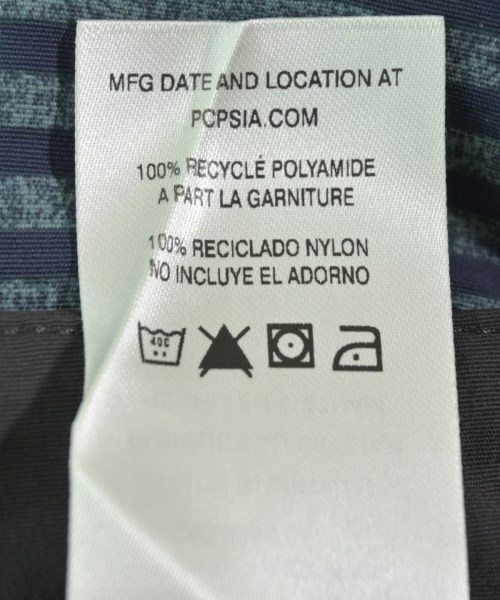 MFG DATE AND LOCATION AT
PCPSIA.COM
100% RECYCLÉ POLYAMIDE
A PART LA GARNITURE
100% RECICLADO NYLON
NO INCLUYE EL ADORNO
40C